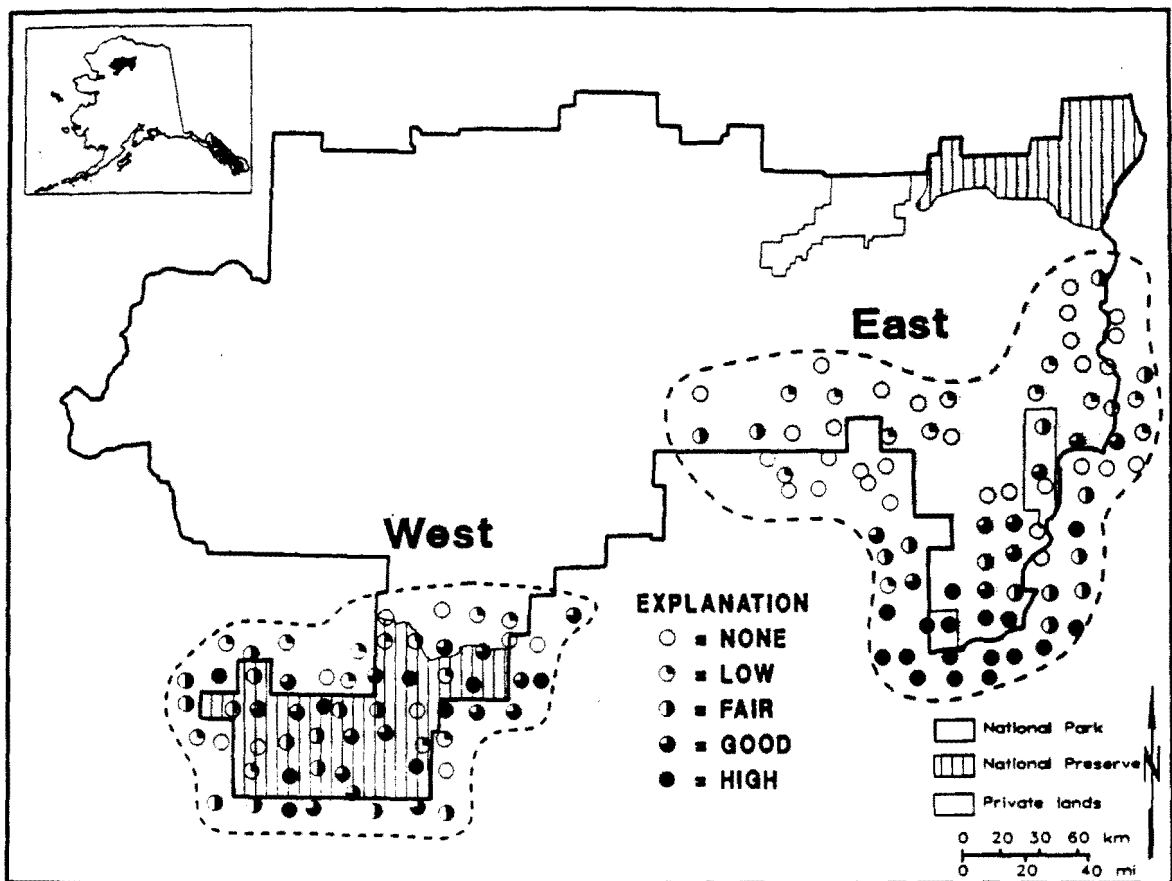 East
West
EXPLANATION
= NONE
= LOW
= FAIR
= GOOD
= HIGH
National Park
National Preserve
Private lands
N
0 20 30 60 km
0 20 40 mi